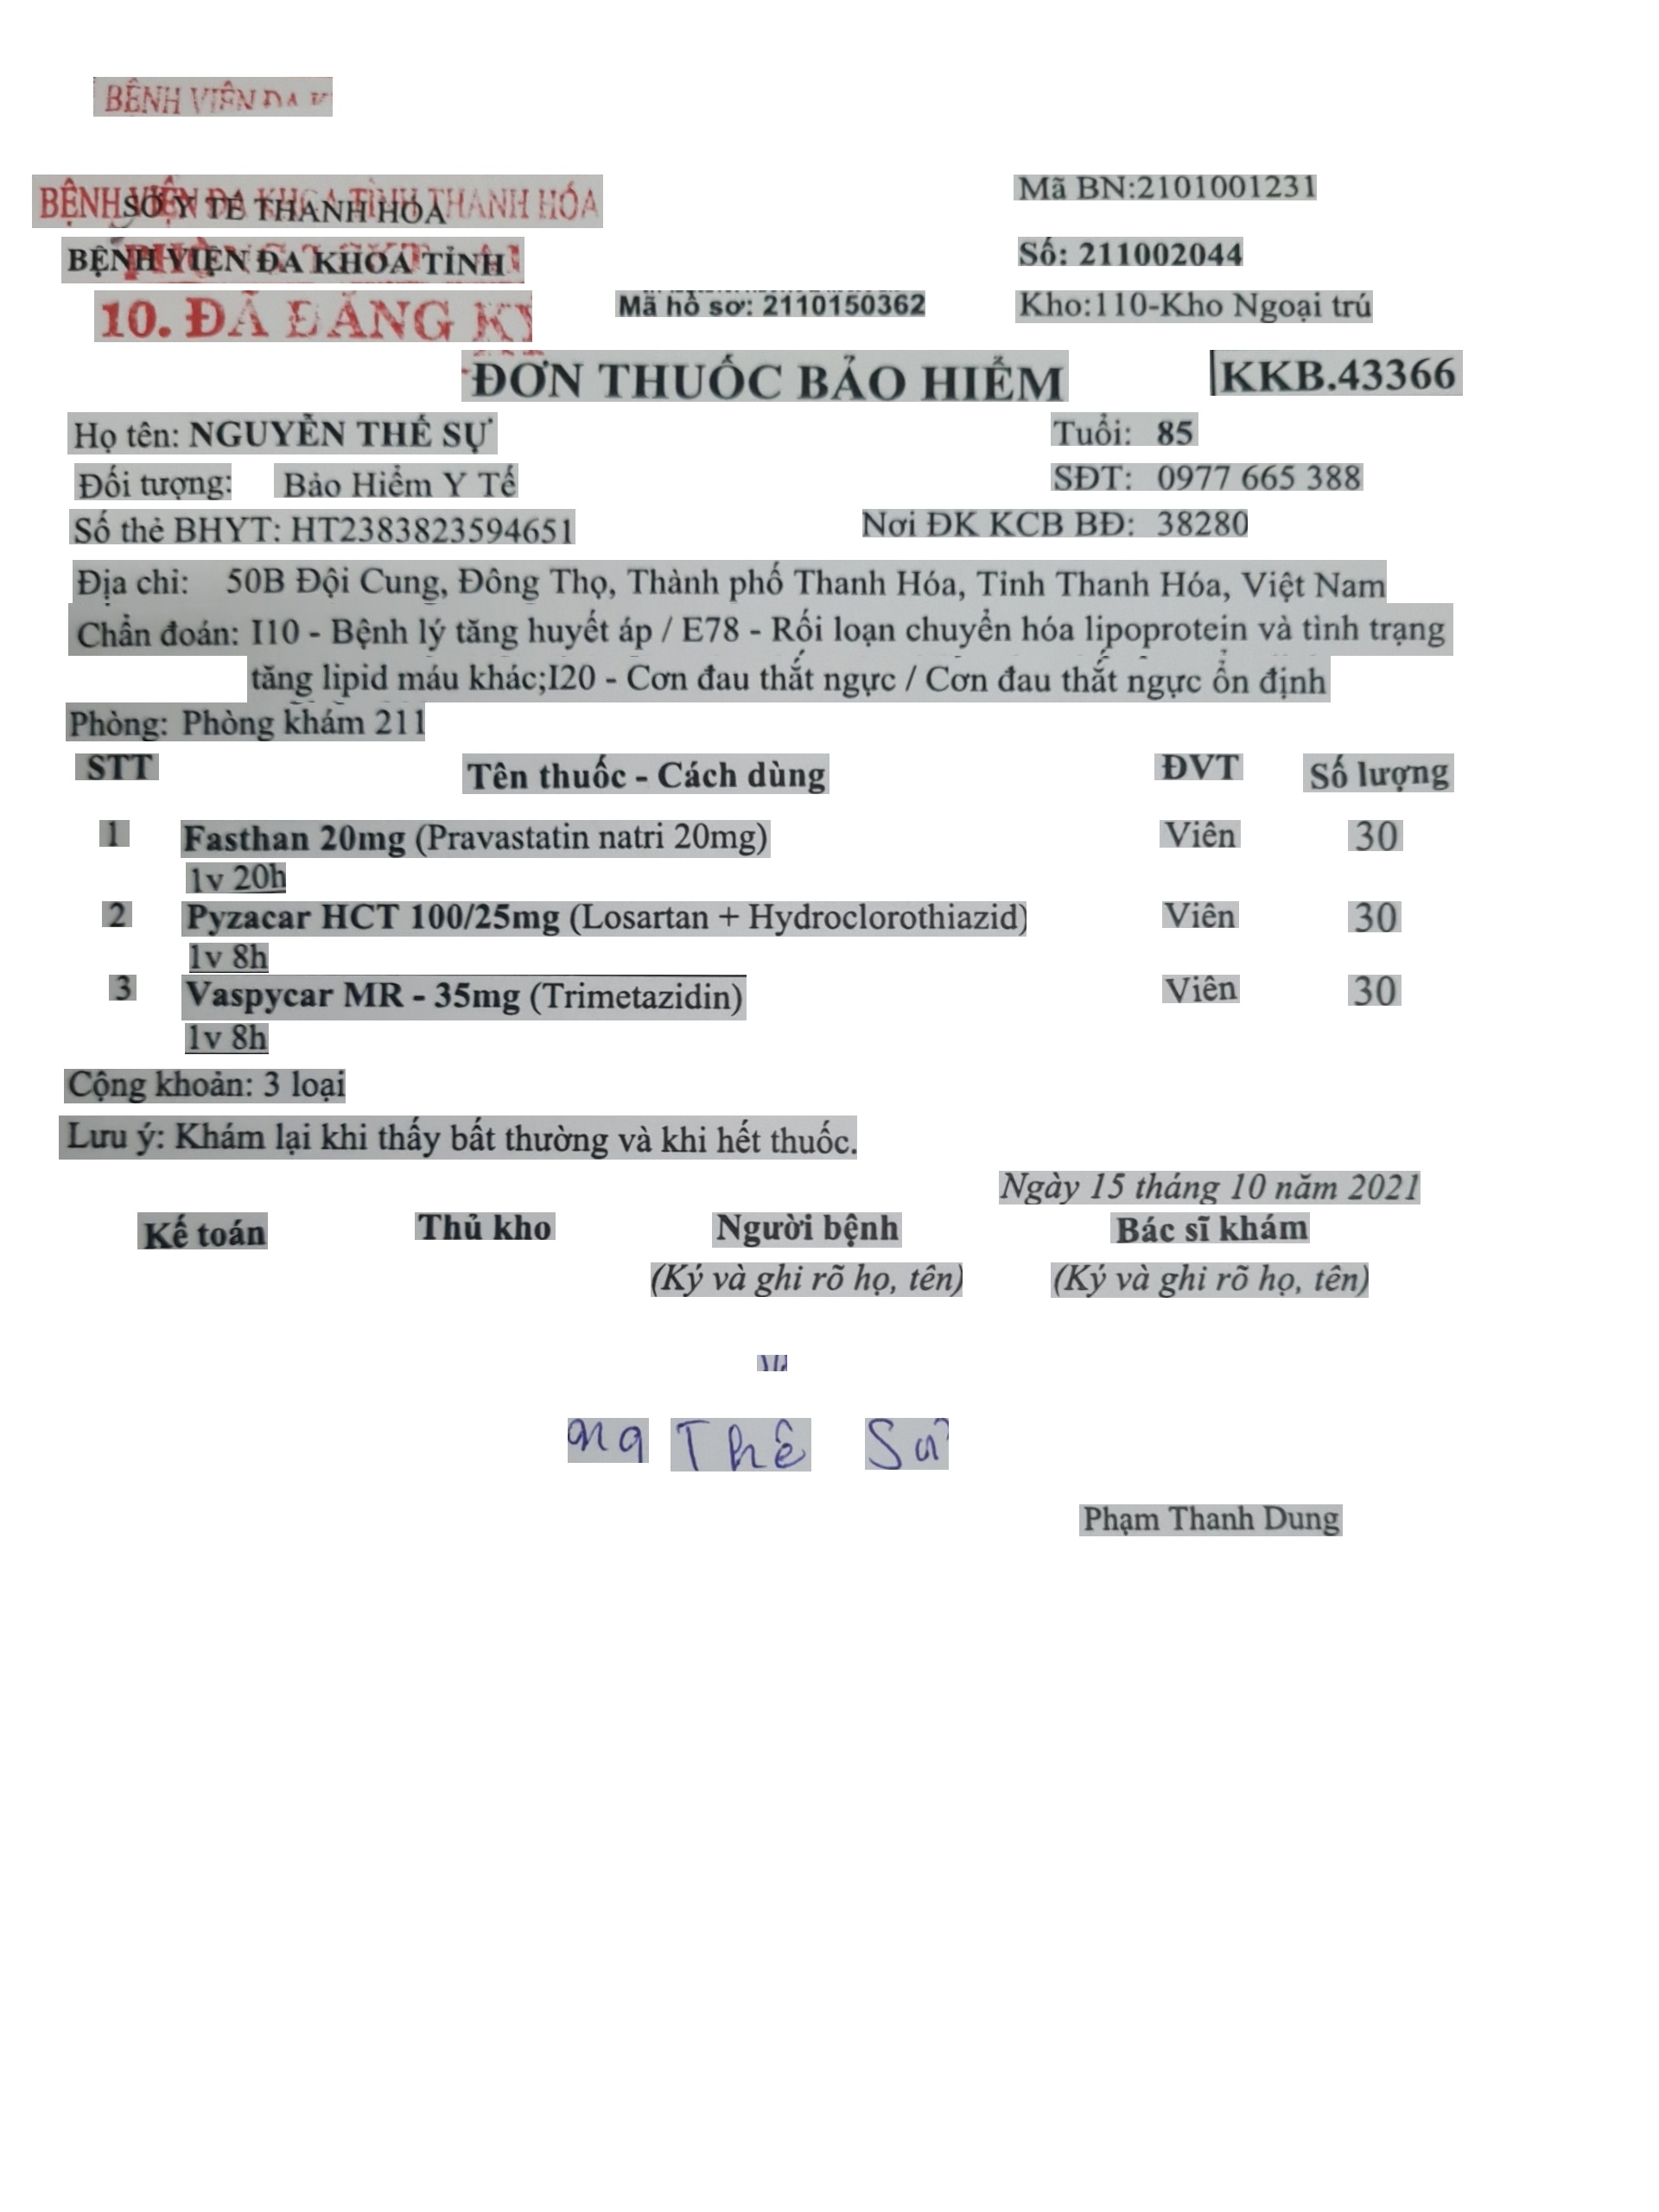 BỆNH VIỆN ĐA
BỆNH VIỆN ĐA KHOA TỈNH THANH HÓA
SỞ Y TẾ THANH HÓA
Mã BN:2101001231
BỆNH VIỆN ĐA KHOA TỈNH
Số: 211002044
10. ĐÃ ĐĂNG KÝ
Mã hồ sơ: 2110150362
Kho:110-Kho Ngoại trú
ĐƠN THUỐC BẢO HIỂM
KKB.43366
Họ tên: NGUYỄN THẾ SỰ
Tuổi: 85
Đối tượng: Bảo Hiểm Y Tế
SĐT: 0977 665 388
Số thẻ BHYT: HT2383823594651
Nơi ĐK KCB BĐ: 38280
Địa chỉ: 50B Đội Cung, Đông Thọ, Thành phố Thanh Hóa, Tỉnh Thanh Hóa, Việt Nam
Chẩn đoán: I10 - Bệnh lý tăng huyết áp / E78 - Rối loạn chuyển hóa lipoprotein và tình trạng
tăng lipid máu khác;I20 - Cơn đau thắt ngực / Cơn đau thắt ngực ổn định
Phòng: Phòng khám 211
STT Tên thuốc - Cách dùng ĐVT Số lượng
1 Fasthan 20mg (Pravastatin natri 20mg) Viên 30
1v 20h
2 Pyzacar HCT 100/25mg (Losartan + Hydroclorothiazid) Viên 30
1v 8h
3 Vaspycar MR - 35mg (Trimetazidin) Viên 30
1v 8h
Cộng khoản: 3 loại
Lưu ý: Khám lại khi thấy bất thường và khi hết thuốc.
Ngày 15 tháng 10 năm 2021
Kế toán Thủ kho Người bệnh Bác sĩ khám
(Ký và ghi rõ họ, tên) (Ký và ghi rõ họ, tên)
Thế
Phạm Thanh Dung